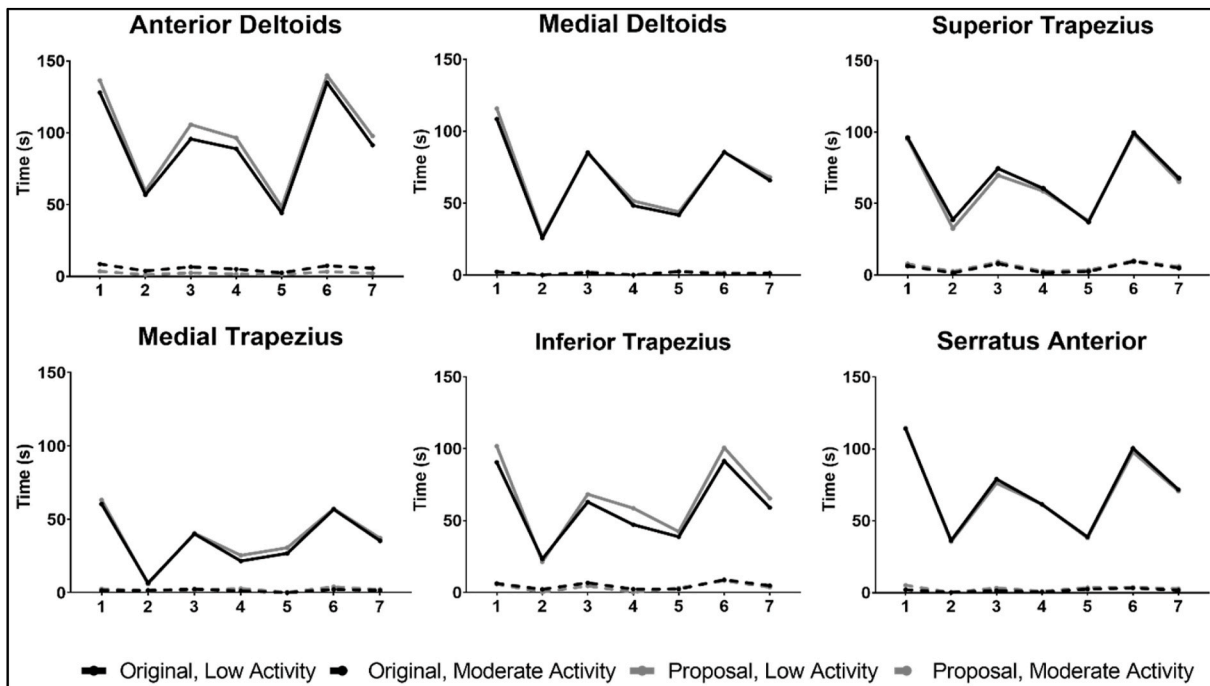 Anterior Deltoids
Medial Deltoids
Superior Trapezius
Time (s)
150
100
50
0
1 2 3 4 5 6 7
Time (s)
150
100
50
0
1 2 3 4 5 6 7
Time (s)
150
100
50
0
1 2 3 4 5 6 7
Medial Trapezius
Inferior Trapezius
Serratus Anterior
Time (s)
150
100
50
0
1 2 3 4 5 6 7
Time (s)
150
100
50
0
1 2 3 4 5 6 7
Time (s)
150
100
50
0
1 2 3 4 5 6 7
Original, Low Activity Original, Moderate Activity Proposal, Low Activity Proposal, Moderate Activity